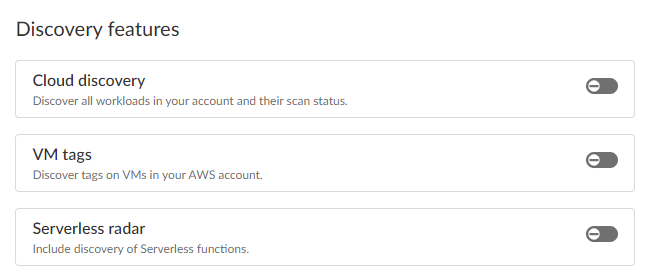 Discovery features
Cloud discovery
Discover all workloads in your account and their scan status.
VM tags
Discover tags on VMs in your AWS account.
Serverless radar
Include discovery of Serverless functions.